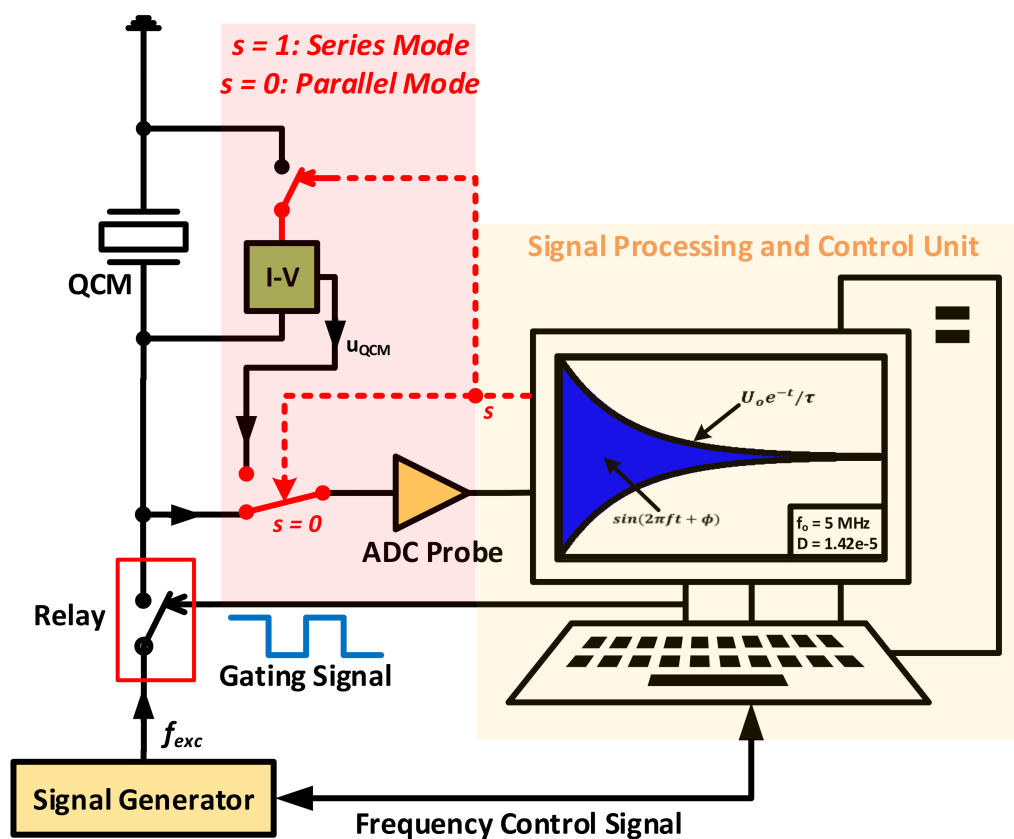 s = 1: Series Mode
s = 0: Parallel Mode
Signal Processing and Control Unit
I-V
QCM
uQCM
s
Uₒe⁻ᵗ/τ
sin(2πft + ϕ)
fₒ = 5 MHz
D = 1.42e-5
s = 0
ADC Probe
Relay
Gating Signal
fexc
Signal Generator
Frequency Control Signal